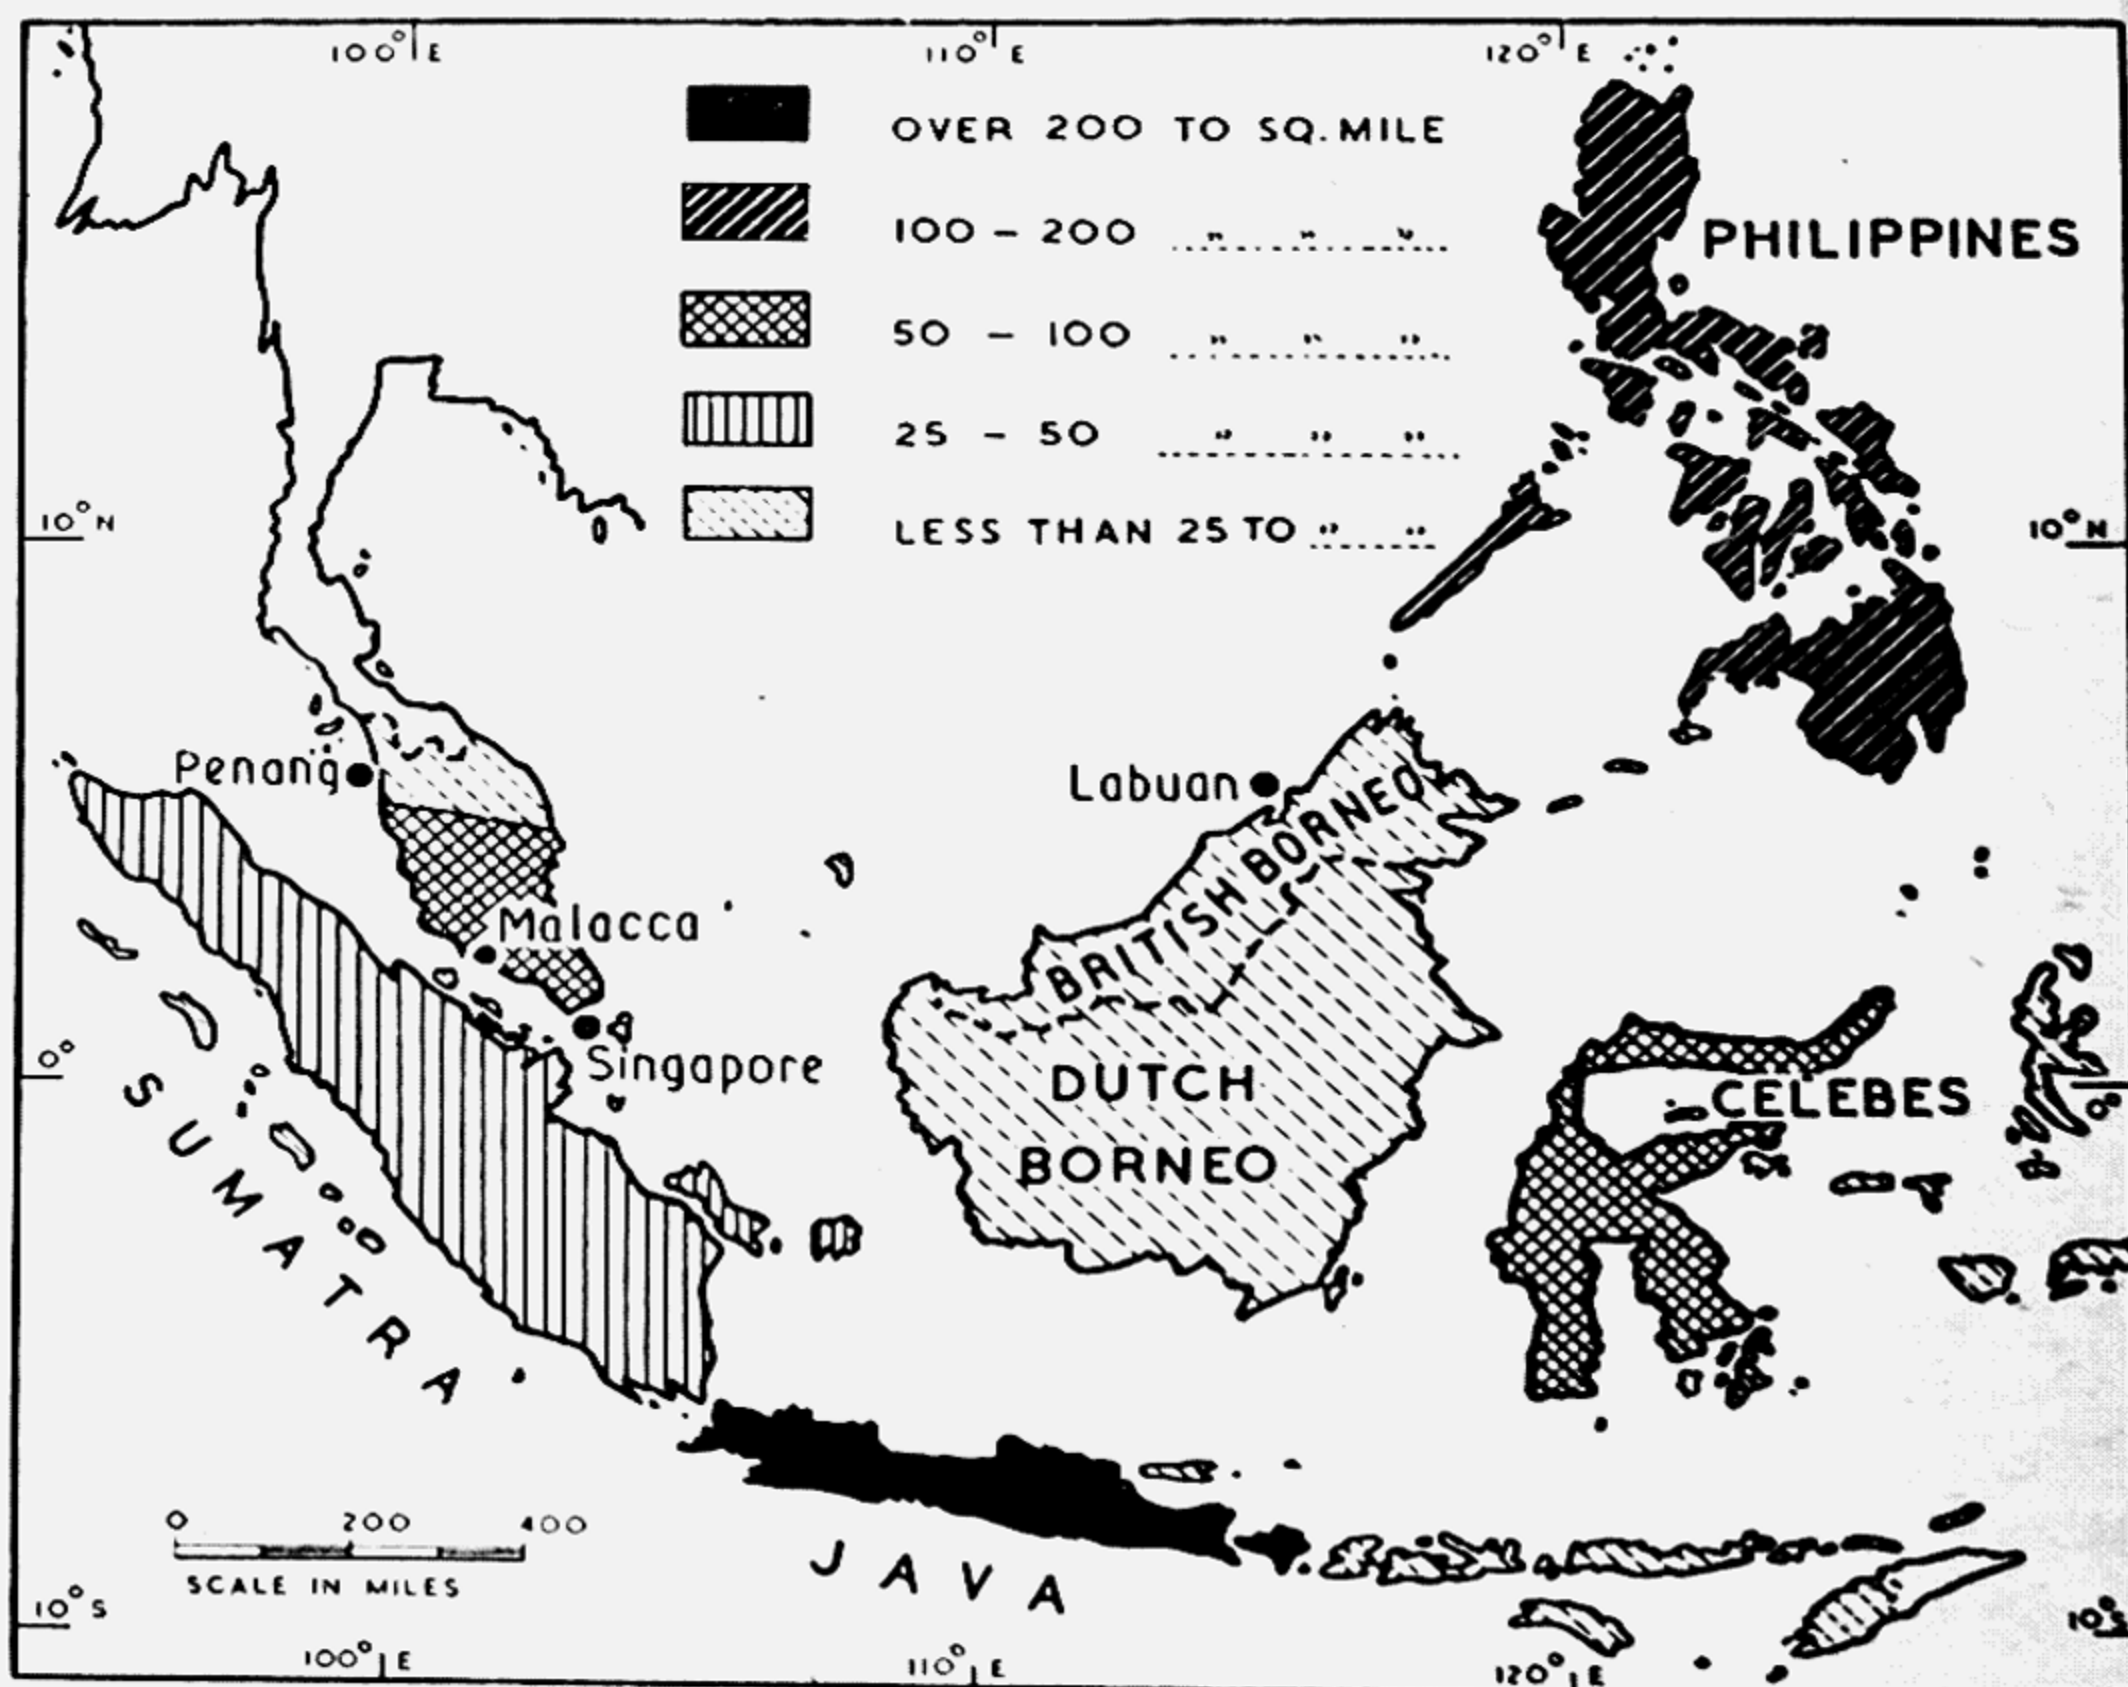 100°E 110°E 120°E
OVER 200 TO SQ. MILE
100 - 200 " " "
50 - 100 " " "
25 - 50 " " "
LESS THAN 25 TO " "
PHILIPPINES
10°N 10°N
Penang
Labuan
BRITISH BORNEO
Malacca
Singapore
0° 0°
SUMATRA
DUTCH
BORNEO
CELEBES
0 200 400
SCALE IN MILES
JAVA
10°S 10°S
100°E 110°E 120°E